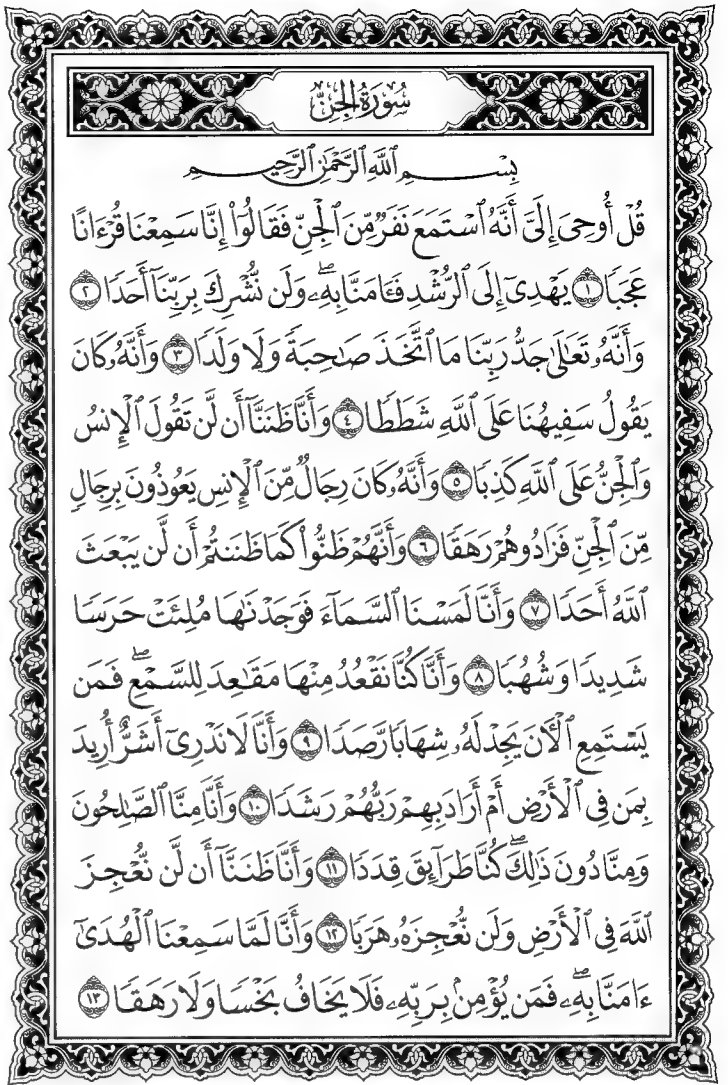 سُورَةُ الجِنّ
بِسْمِ ٱللَّهِ ٱلرَّحْمَٰنِ ٱلرَّحِيمِ
قُلْ أُوحِىَ إِلَىَّ أَنَّهُ ٱسْتَمَعَ نَفَرٌ مِّنَ ٱلْجِنِّ فَقَالُوٓا۟ إِنَّا سَمِعْنَا قُرْءَانًا
عَجَبًا ١ يَهْدِىٓ إِلَى ٱلرُّشْدِ فَـَٔامَنَّا بِهِۦ ۖ وَلَن نُّشْرِكَ بِرَبِّنَآ أَحَدًا ٢
وَأَنَّهُۥ تَعَٰلَىٰ جَدُّ رَبِّنَا مَا ٱتَّخَذَ صَٰحِبَةً وَلَا وَلَدًا ٣ وَأَنَّهُۥ كَانَ
يَقُولُ سَفِيهُنَا عَلَى ٱللَّهِ شَطَطًا ٤ وَأَنَّا ظَنَنَّآ أَن لَّن تَقُولَ ٱلْإِنسُ
وَٱلْجِنُّ عَلَى ٱللَّهِ كَذِبًا ٥ وَأَنَّهُۥ كَانَ رِجَالٌ مِّنَ ٱلْإِنسِ يَعُوذُونَ بِرِجَالٍ
مِّنَ ٱلْجِنِّ فَزَادُوهُمْ رَهَقًا ٦ وَأَنَّهُمْ ظَنُّوا۟ كَمَا ظَنَنتُمْ أَن لَّن يَبْعَثَ
ٱللَّهُ أَحَدًا ٧ وَأَنَّا لَمَسْنَا ٱلسَّمَآءَ فَوَجَدْنَٰهَا مُلِئَتْ حَرَسًا
شَدِيدًا وَشُهُبًا ٨ وَأَنَّا كُنَّا نَقْعُدُ مِنْهَا مَقَٰعِدَ لِلسَّمْعِ ۖ فَمَن
يَسْتَمِعِ ٱلْـَٔانَ يَجِدْ لَهُۥ شِهَابًا رَّصَدًا ٩ وَأَنَّا لَا نَدْرِىٓ أَشَرٌّ أُرِيدَ
بِمَن فِى ٱلْأَرْضِ أَمْ أَرَادَ بِهِمْ رَبُّهُمْ رَشَدًا ١٠ وَأَنَّا مِنَّا ٱلصَّٰلِحُونَ
وَمِنَّا دُونَ ذَٰلِكَ ۖ كُنَّا طَرَآئِقَ قِدَدًا ١١ وَأَنَّا ظَنَنَّآ أَن لَّن نُّعْجِزَ
ٱللَّهَ فِى ٱلْأَرْضِ وَلَن نُّعْجِزَهُۥ هَرَبًا ١٢ وَأَنَّا لَمَّا سَمِعْنَا ٱلْهُدَىٰٓ
ءَامَنَّا بِهِۦ ۖ فَمَن يُؤْمِنۢ بِرَبِّهِۦ فَلَا يَخَافُ بَخْسًا وَلَا رَهَقًا ١٣